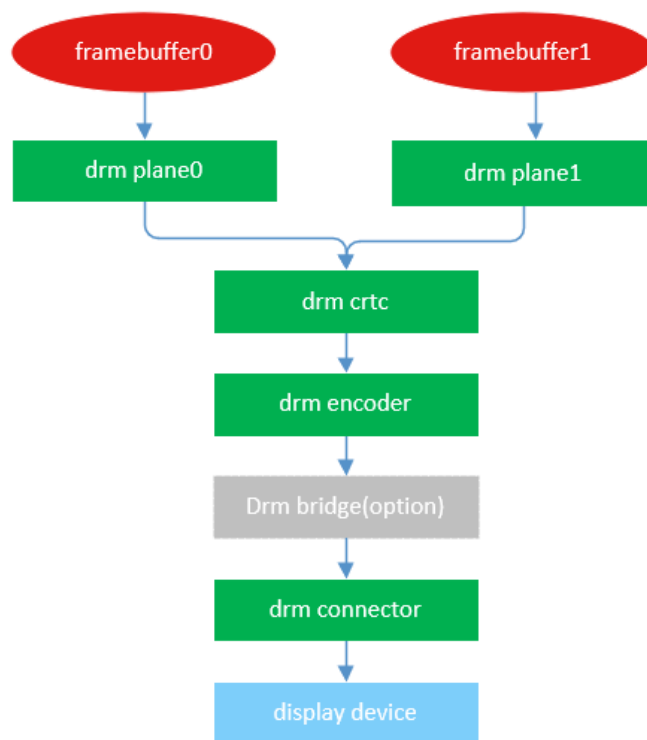 framebuffer0
framebuffer1
drm plane0
drm plane1
drm crtc
drm encoder
Drm bridge(option)
drm connector
display device